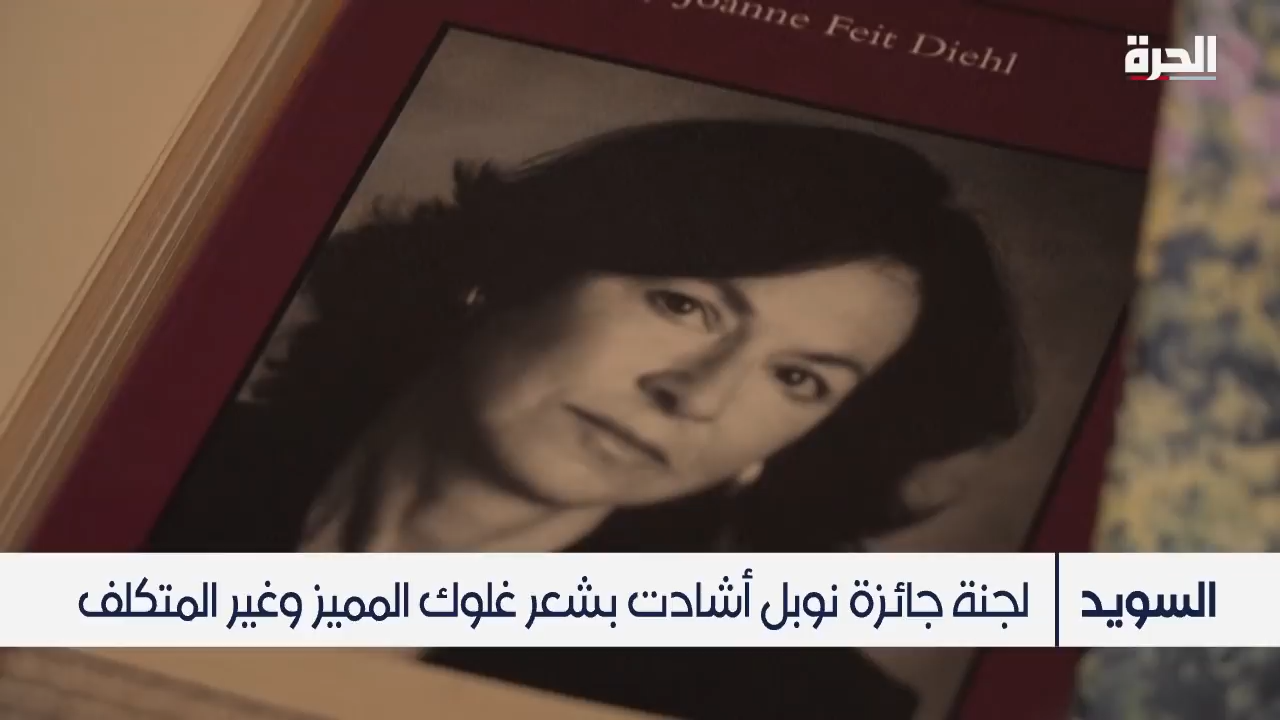 Joanne Feit Diehl
الحرة
السويد
لجنة جائزة نوبل أشادت بشعر غلوك المميز وغير المتكلف